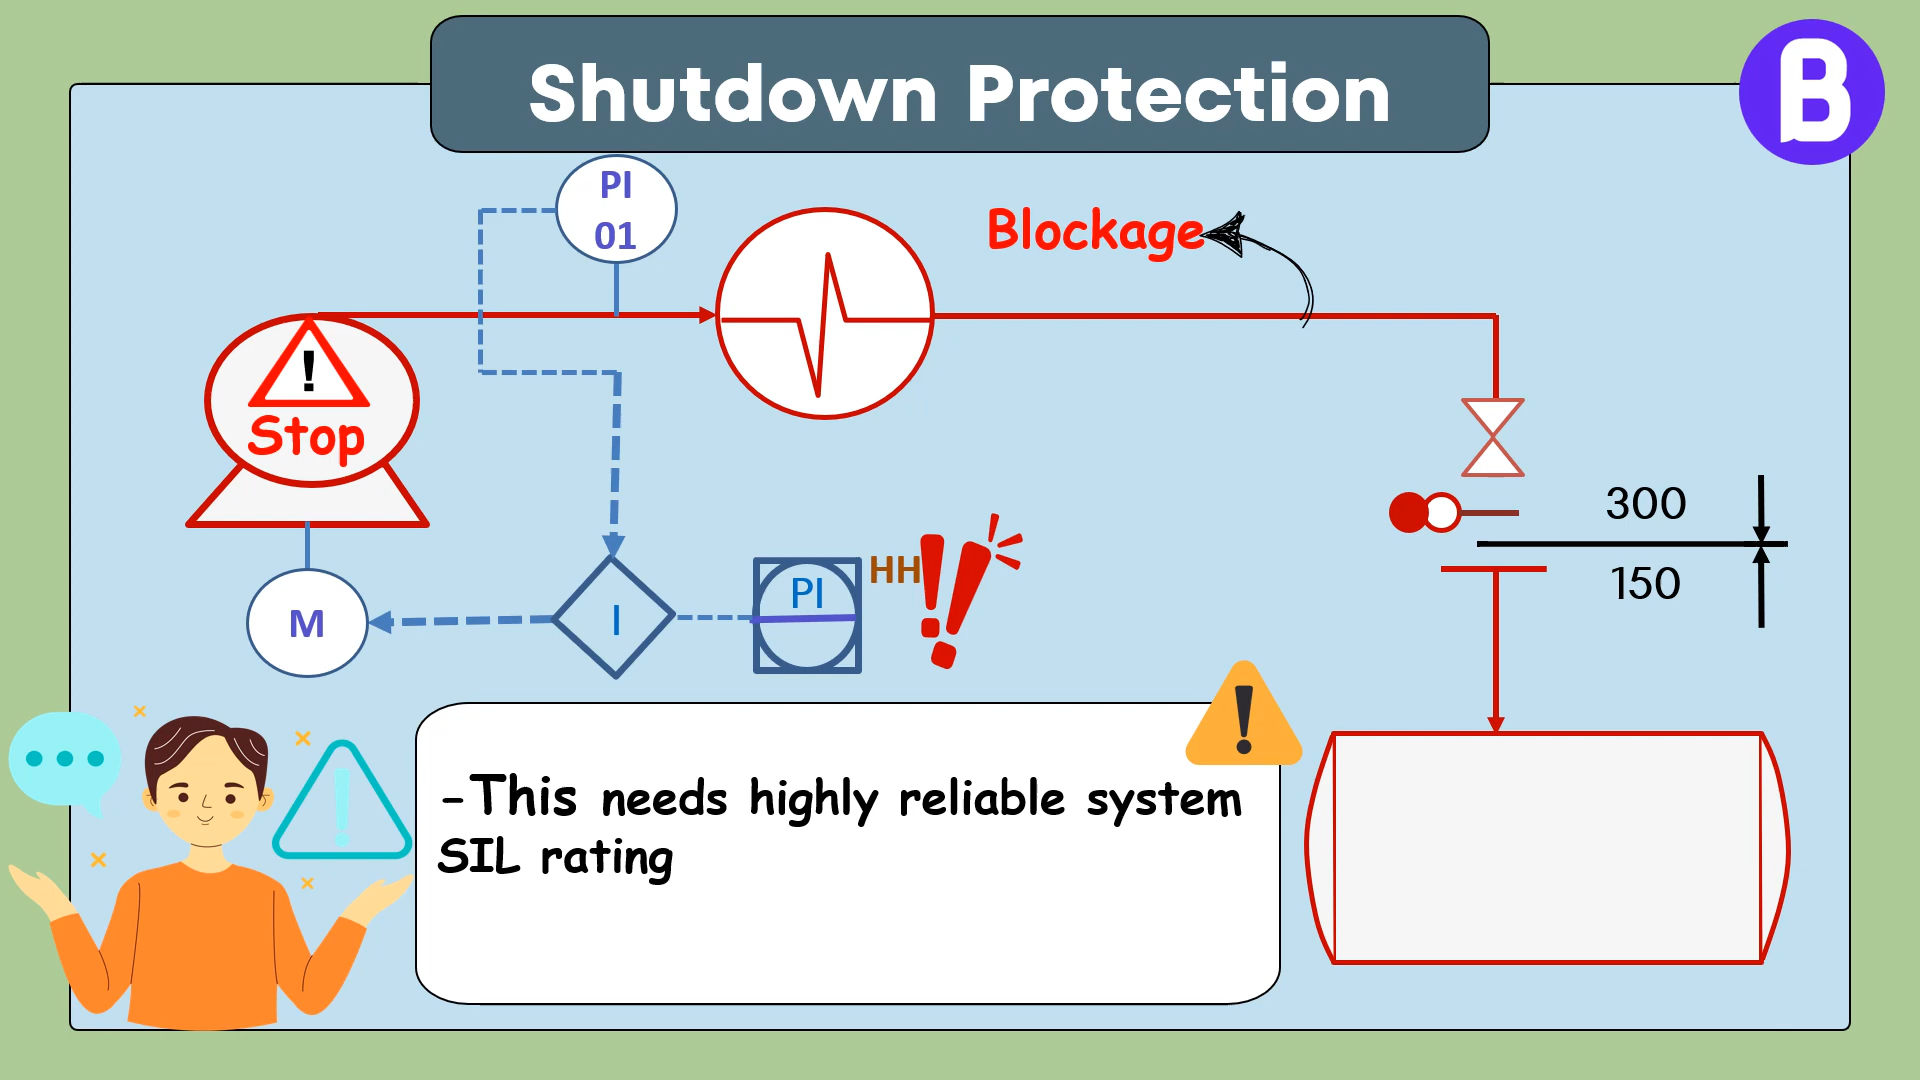 Shutdown Protection
B
PI
01
Blockage
!
Stop
300
150
HH
PI
I
M
-This needs highly reliable system
SIL rating